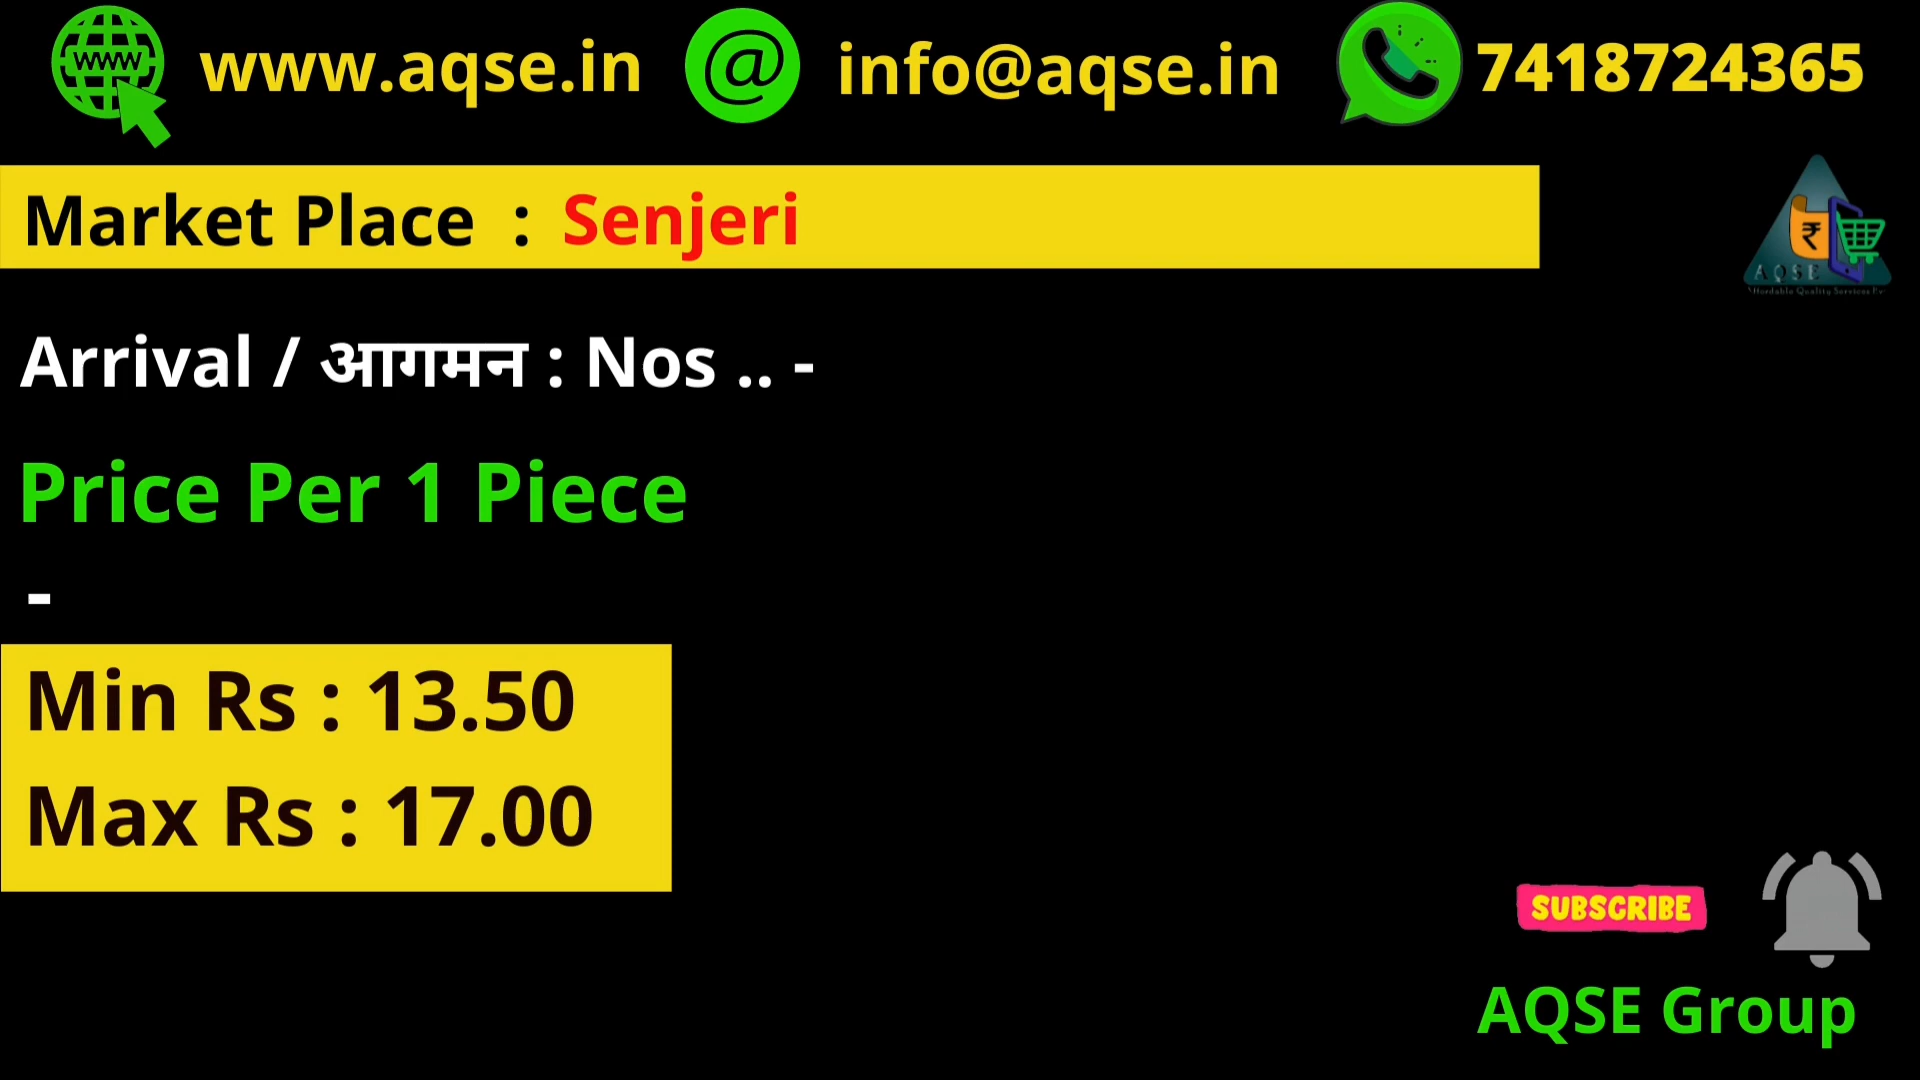 www
www.aqse.in
@
info@aqse.in
7418724365
Market Place : Senjeri
₹
AQSE
Arrival / आगमन : Nos .. -
Price Per 1 Piece
-
Min Rs : 13.50
Max Rs : 17.00
SUBSCRIBE
AQSE Group